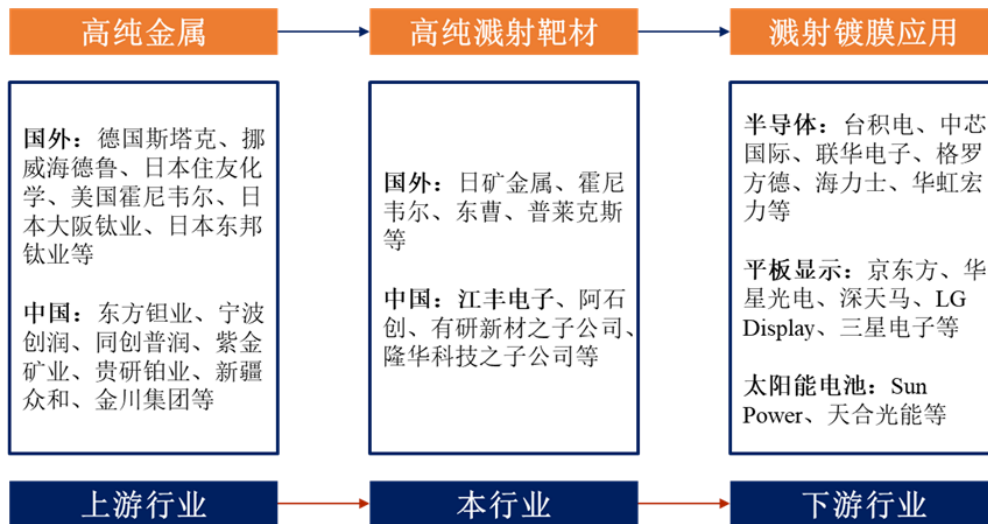 高纯金属
高纯溅射靶材
溅射镀膜应用
国外：德国斯塔克、挪
威海德鲁、日本住友化
学、美国霍尼韦尔、日
本大阪钛业、日本东邦
钛业等
中国：东方钽业、宁波
创润、同创普润、紫金
矿业、贵研铂业、新疆
众和、金川集团等
国外：日矿金属、霍尼
韦尔、东曹、普莱克斯
等
中国：江丰电子、阿石
创、有研新材之子公司、
隆华科技之子公司等
半导体：台积电、中芯
国际、联华电子、格罗
方德、海力士、华虹宏
力等
平板显示：京东方、华
星光电、深天马、LG
Display、三星电子等
太阳能电池：Sun
Power、天合光能等
上游行业
本行业
下游行业